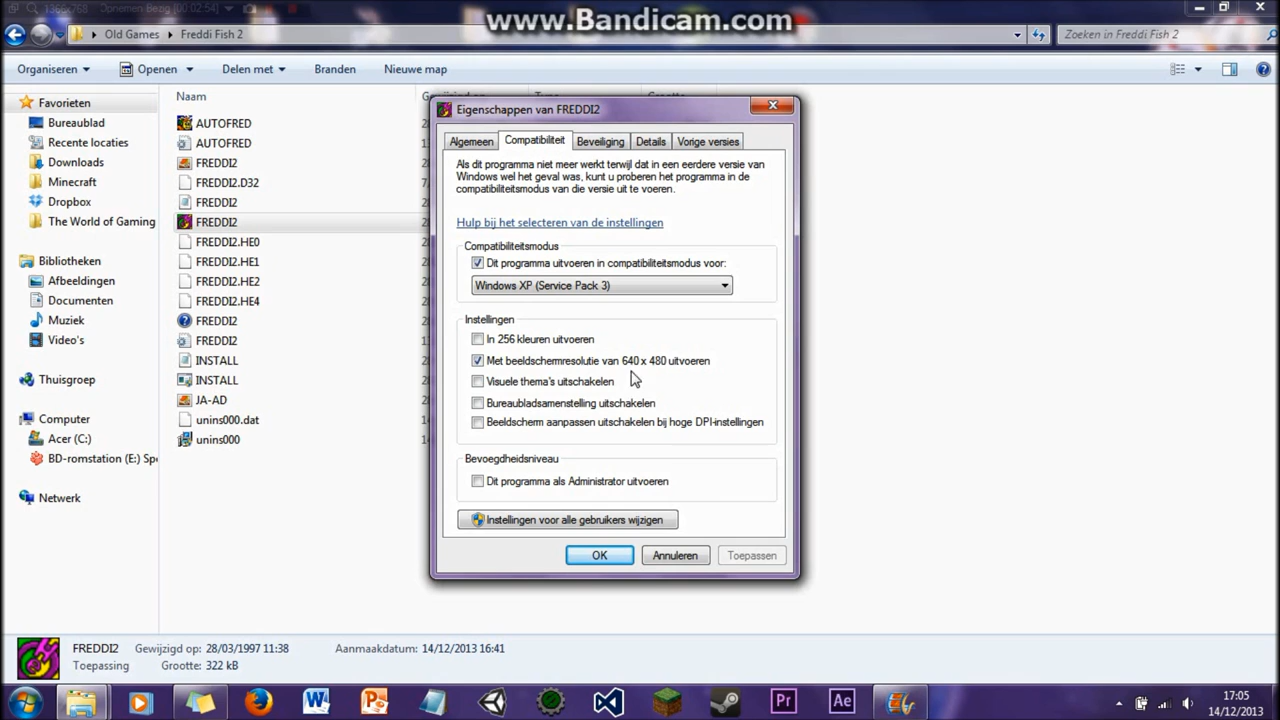 1366x768 Opnemen Bezig [00:02:54]
www.Bandicam.com
Old Games Freddi Fish 2
Zoeken in Freddi Fish 2
Organiseren Openen Delen met Branden Nieuwe map
Naam
Favorieten
Bureaublad
Recente locaties
Downloads
Minecraft
Dropbox
The World of Gaming
Bibliotheken
Afbeeldingen
Documenten
Muziek
Video's
Thuisgroep
Computer
Acer (C:)
BD-romstation (E:) Spe
Netwerk
AUTOFRED
AUTOFRED
FREDDI2
FREDDI2.D32
FREDDI2
FREDDI2
FREDDI2.HE0
FREDDI2.HE1
FREDDI2.HE2
FREDDI2.HE4
FREDDI2
FREDDI2
INSTALL
INSTALL
JA-AD
unins000.dat
unins000
Eigenschappen van FREDDI2
Algemeen Compatibiliteit Beveiliging Details Vorige versies
Als dit programma niet meer werkt terwijl dat in een eerdere versie van
Windows wel het geval was, kunt u proberen het programma in de
compatibiliteitsmodus van die versie uit te voeren.
Hulp bij het selecteren van de instellingen
Compatibiliteitsmodus
Dit programma uitvoeren in compatibiliteitsmodus voor:
Windows XP (Service Pack 3)
Instellingen
In 256 kleuren uitvoeren
Met beeldschermresolutie van 640 x 480 uitvoeren
Visuele thema's uitschakelen
Bureaubladsamenstelling uitschakelen
Beeldscherm aanpassen uitschakelen bij hoge DPI-instellingen
Bevoegdheidsniveau
Dit programma als Administrator uitvoeren
Instellingen voor alle gebruikers wijzigen
OK Annuleren Toepassen
FREDDI2 Gewijzigd op: 28/03/1997 11:38 Aanmaakdatum: 14/12/2013 16:41
Toepassing Grootte: 322 kB
Pr Ae
17:05
14/12/2013